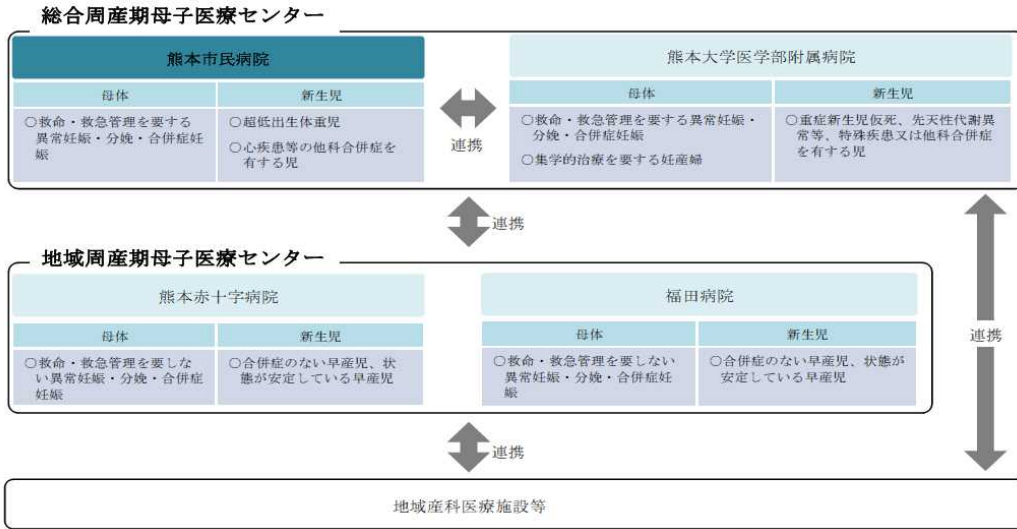 総合周産期母子医療センター
熊本市民病院
母体
新生児
○救命・救急管理を要する
異常妊娠・分娩・合併症妊
娠
○超低出生体重児
○心疾患等の他科合併症を
有する児
連携
熊本大学医学部附属病院
母体
新生児
○救命・救急管理を要する異常妊娠・
分娩・合併症妊娠
○集学的治療を要する妊産婦
○重症新生児仮死、先天性代謝異
常等、特殊疾患又は他科合併症
を有する児
連携
地域周産期母子医療センター
熊本赤十字病院
母体
新生児
○救命・救急管理を要しな
い異常妊娠・分娩・合併症
妊娠
○合併症のない早産児、状
態が安定している早産児
福田病院
母体
新生児
○救命・救急管理を要しない
異常妊娠・分娩・合併症妊
娠
○合併症のない早産児、状態が
安定している早産児
連携
連携
地域産科医療施設等